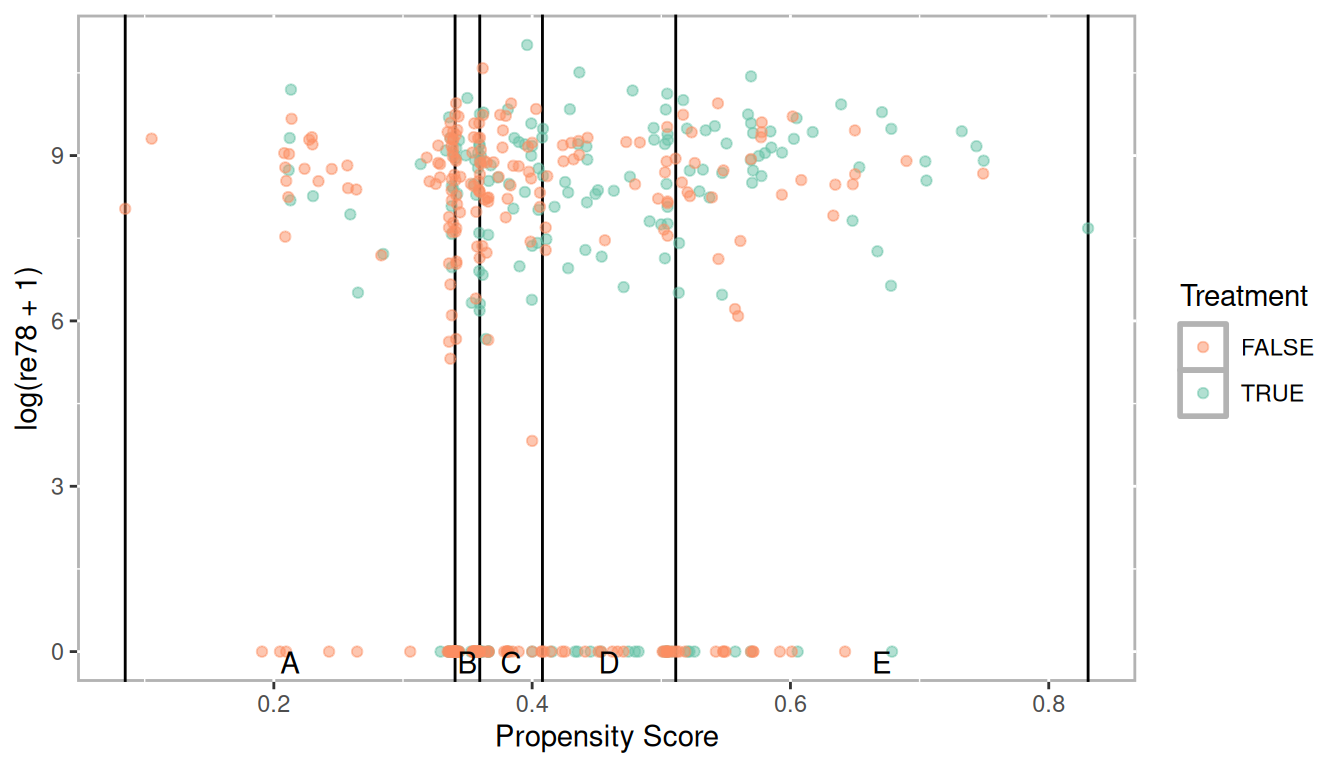 log(re78 + 1)
9
6
3
0
A
B
C
D
E
0.2
0.4
0.6
0.8
Propensity Score
Treatment
FALSE
TRUE